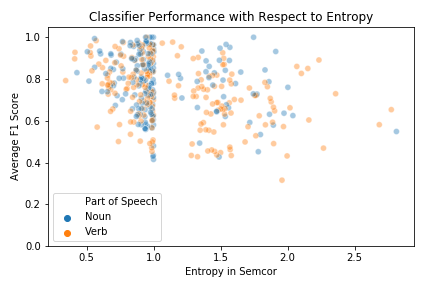 Classifier Performance with Respect to Entropy
1.0
0.8
0.6
0.4
0.2
0.0
Average F1 Score
Part of Speech
Noun
Verb
0.5
1.0
1.5
2.0
2.5
Entropy in Semcor